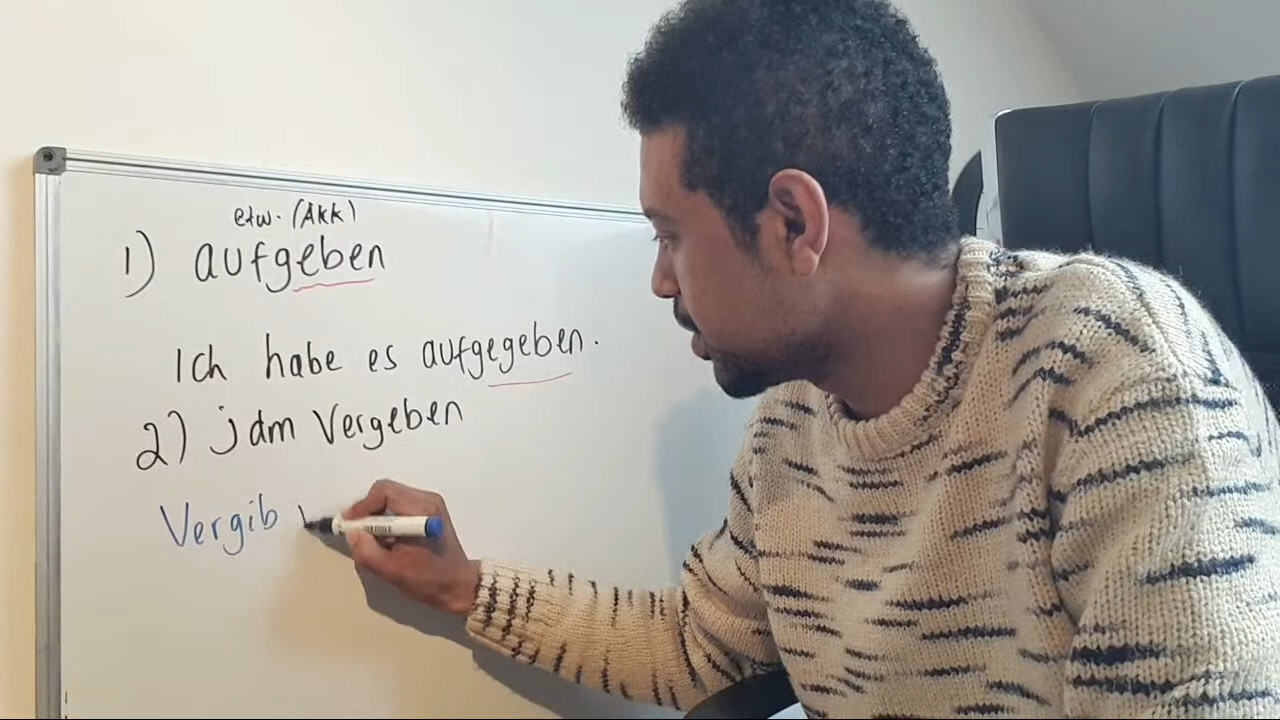 etw. (Akk)
1) aufgeben
Ich habe es aufgegeben.
2) jdm Vergeben
Vergib